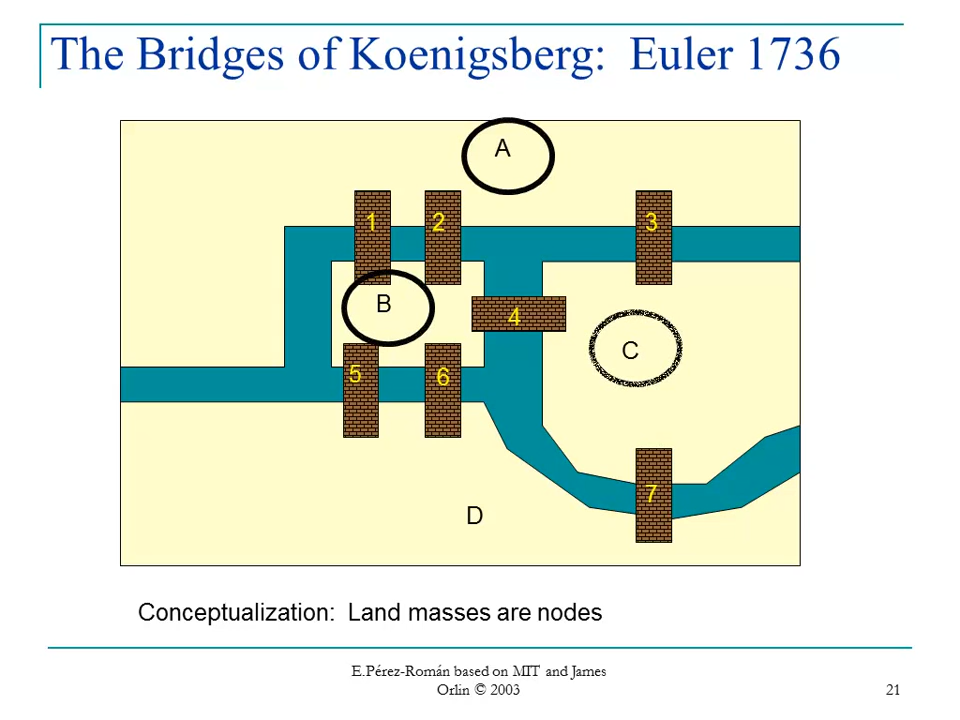 The Bridges of Koenigsberg: Euler 1736
A
1
2
3
B
4
C
5
6
7
D
Conceptualization: Land masses are nodes
E.Pérez-Román based on MIT and James
Orlin © 2003
21